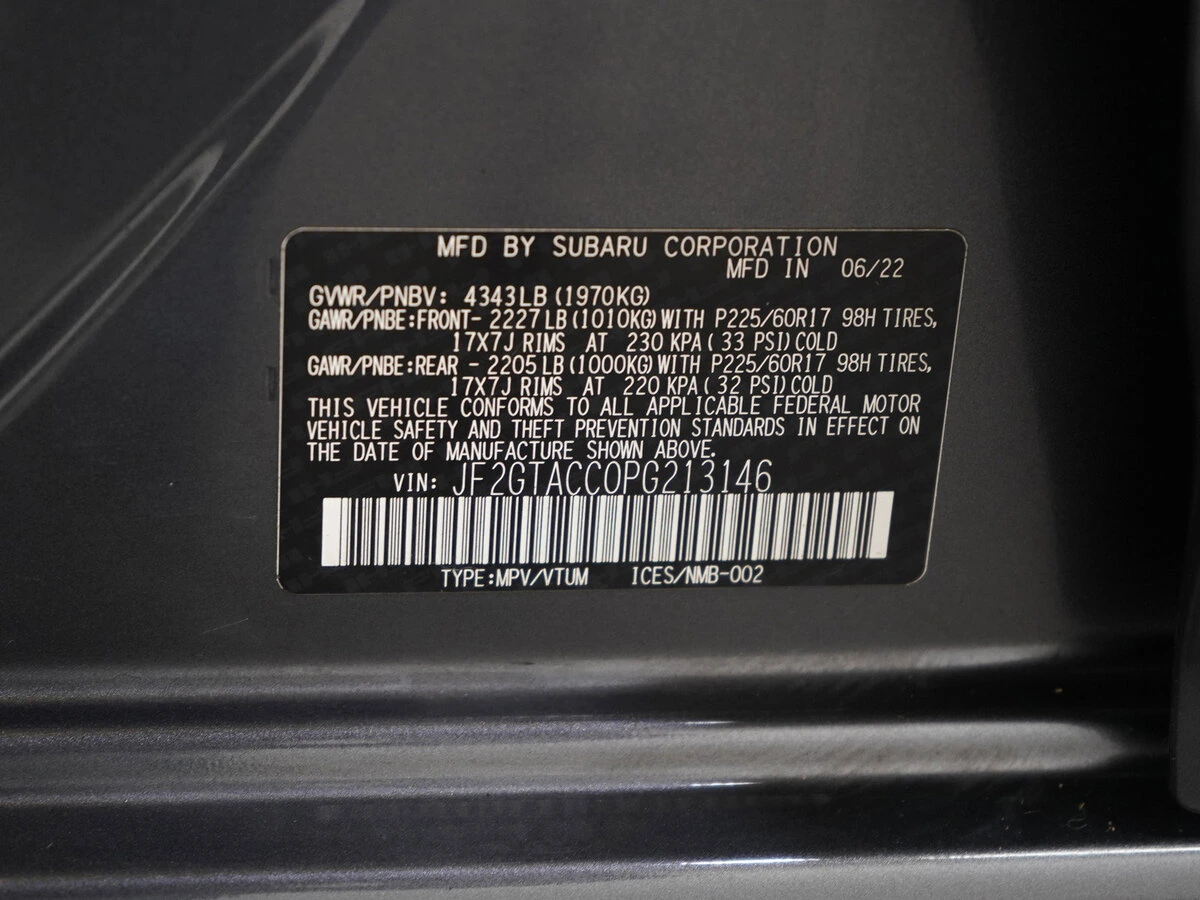 MFD BY SUBARU CORPORATION
MFD IN 06/22
GVWR/PNBV: 4343LB (1970KG)
GAWR/PNBE:FRONT- 2227LB (1010KG) WITH P225/60R17 98H TIRES,
17X7J RIMS AT 230 KPA( 33 PSI) COLD
GAWR/PNBE:REAR - 2205LB (1000KG) WITH P225/60R17 98H TIRES,
17X7J RIMS AT 220 KPA( 32 PSI) COLD
THIS VEHICLE CONFORMS TO ALL APPLICABLE FEDERAL MOTOR
VEHICLE SAFETY AND THEFT PREVENTION STANDARDS IN EFFECT ON
THE DATE OF MANUFACTURE SHOWN ABOVE.
VIN: JF2GTACC0PG213146
TYPE:MPV/VTUM ICES/NMB-002